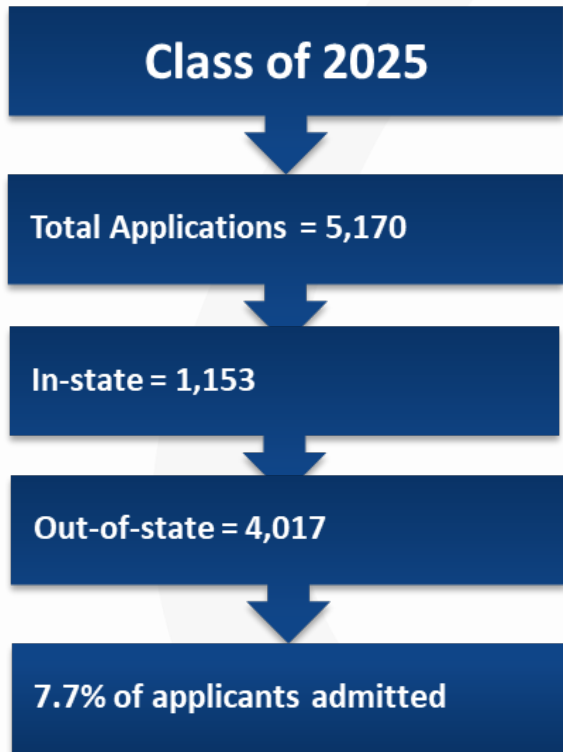 Class of 2025
Total Applications = 5,170
In-state = 1,153
Out-of-state = 4,017
7.7% of applicants admitted